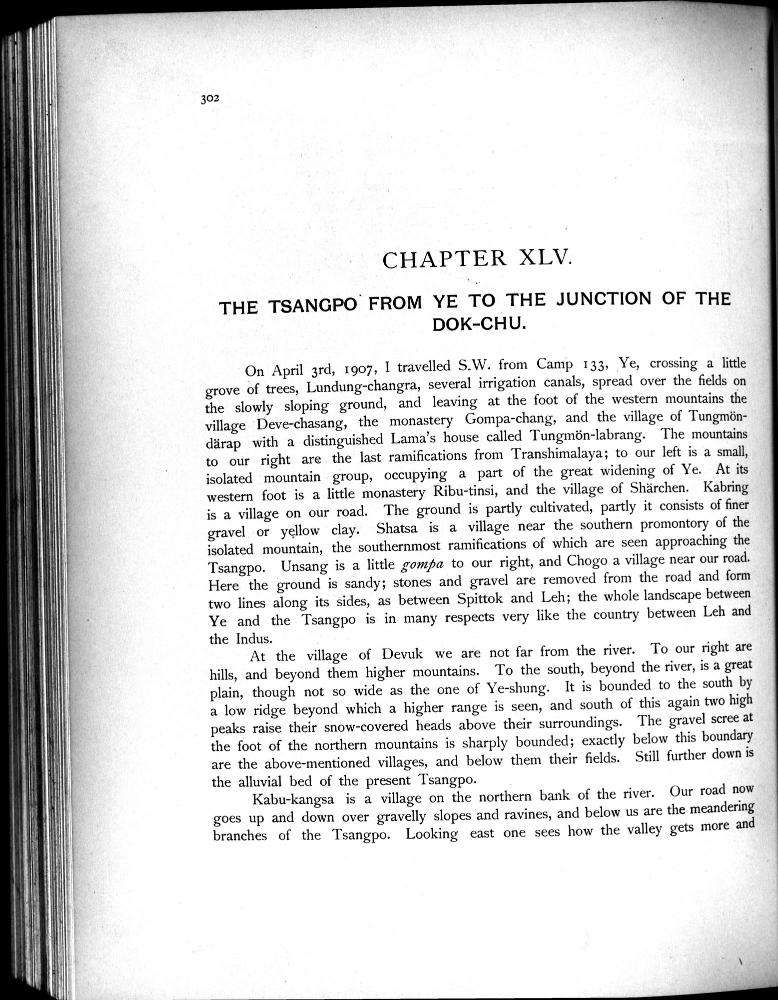 302
CHAPTER XLV.
THE TSANGPO FROM YE TO THE JUNCTION OF THE
DOK-CHU.
On April 3rd, 1907, I travelled S.W. from Camp 133, Ye, crossing a little
grove of trees, Lundung-changra, several irrigation canals, spread over the fields on
the slowly sloping ground, and leaving at the foot of the western mountains the
village Deve-chasang, the monastery Gompa-chang, and the village of Tungmön-
därap with a distinguished Lama's house called Tungmön-labrang. The mountains
to our right are the last ramifications from Transhimalaya; to our left is a small,
isolated mountain group, occupying a part of the great widening of Ye. At its
western foot is a little monastery Ribu-tinsi, and the village of Shärchen. Kabring
is a village on our road. The ground is partly cultivated, partly it consists of finer
gravel or yellow clay. Shatsa is a village near the southern promontory of the
isolated mountain, the southernmost ramifications of which are seen approaching the
Tsangpo. Unsang is a little gompa to our right, and Chogo a village near our road.
Here the ground is sandy; stones and gravel are removed from the road and form
two lines along its sides, as between Spittok and Leh; the whole landscape between
Ye and the Tsangpo is in many respects very like the country between Leh and
the Indus.
At the village of Devuk we are not far from the river. To our right are
hills, and beyond them higher mountains. To the south, beyond the river, is a great
plain, though not so wide as the one of Ye-shung. It is bounded to the south by
a low ridge beyond which a higher range is seen, and south of this again two high
peaks raise their snow-covered heads above their surroundings. The gravel scree at
the foot of the northern mountains is sharply bounded; exactly below this boundary
are the above-mentioned villages, and below them their fields. Still further down is
the alluvial bed of the present Tsangpo.
Kabu-kangsa is a village on the northern bank of the river. Our road now
goes up and down over gravelly slopes and ravines, and below us are the meandering
branches of the Tsangpo. Looking east one sees how the valley gets more and